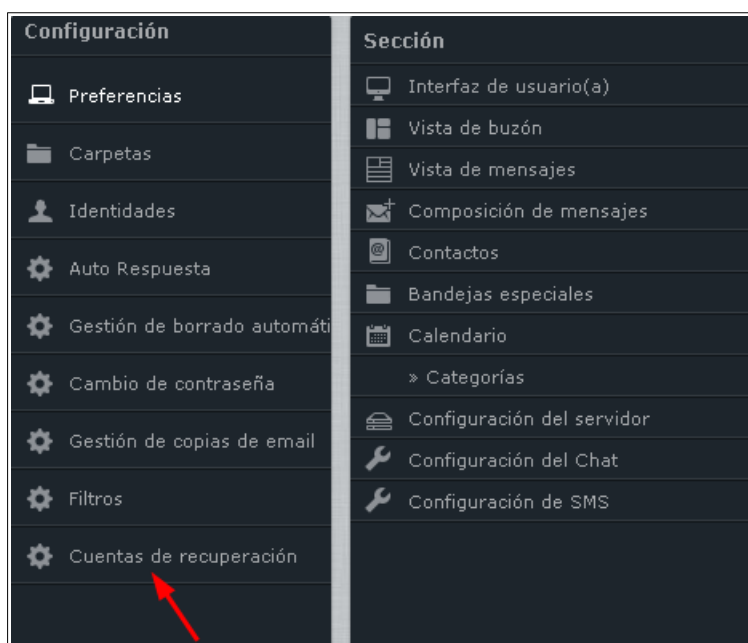 Configuración
Preferencias
Carpetas
Identidades
Auto Respuesta
Gestión de borrado automáti
Cambio de contraseña
Gestión de copias de email
Filtros
Cuentas de recuperación
Sección
Interfaz de usuario(a)
Vista de buzón
Vista de mensajes
Composición de mensajes
Contactos
Bandejas especiales
Calendario
» Categorías
Configuración del servidor
Configuración del Chat
Configuración de SMS